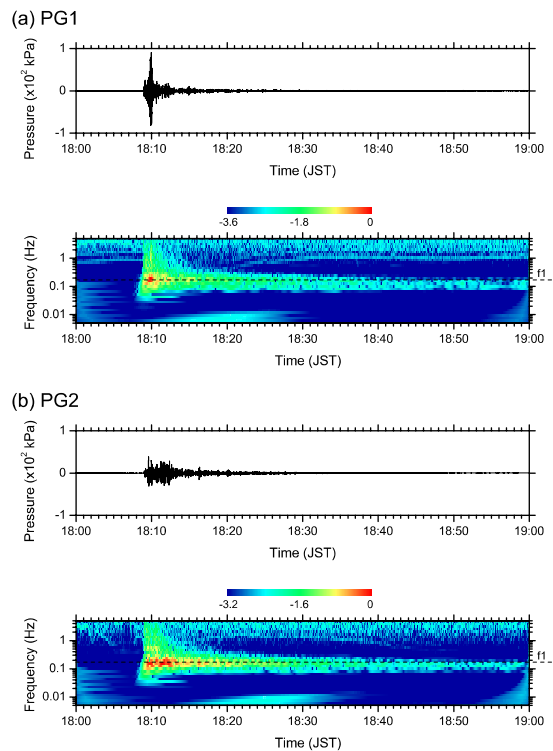 (a) PG1
Pressure (x10² kPa)
1
0
-1
18:00 18:10 18:20 18:30 18:40 18:50 19:00
Time (JST)
-3.6 -1.8 0
Frequency (Hz)
1
0.1
0.01
f1
18:00 18:10 18:20 18:30 18:40 18:50 19:00
Time (JST)
(b) PG2
Pressure (x10² kPa)
1
0
-1
18:00 18:10 18:20 18:30 18:40 18:50 19:00
Time (JST)
-3.2 -1.6 0
Frequency (Hz)
1
0.1
0.01
f1
18:00 18:10 18:20 18:30 18:40 18:50 19:00
Time (JST)